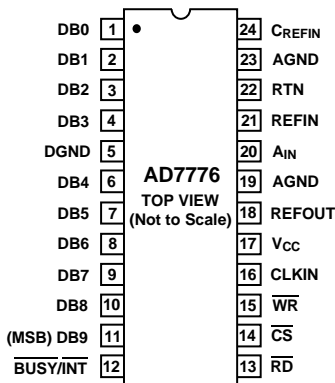 DB0 1 24 CREFIN
DB1 2 23 AGND
DB2 3 22 RTN
DB3 4 21 REFIN
DGND 5 20 AIN
DB4 6 19 AGND
AD7776
TOP VIEW
(Not to Scale)
DB5 7 18 REFOUT
DB6 8 17 VCC
DB7 9 16 CLKIN
DB8 10 15 WR
(MSB) DB9 11 14 CS
BUSY/INT 12 13 RD